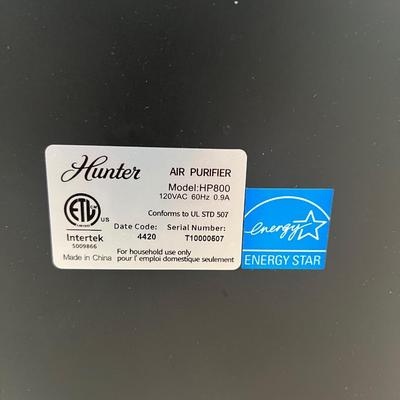 Hunter
AIR PURIFIER
Model:HP800
120VAC 60Hz 0.9A
ETL
US
LISTED
Conforms to UL STD 507
Intertek
5009866
Date Code:
4420
Serial Number:
T10000507
Made in China
For household use only
pour l' emploi domestique seulement
energy
ENERGY STAR